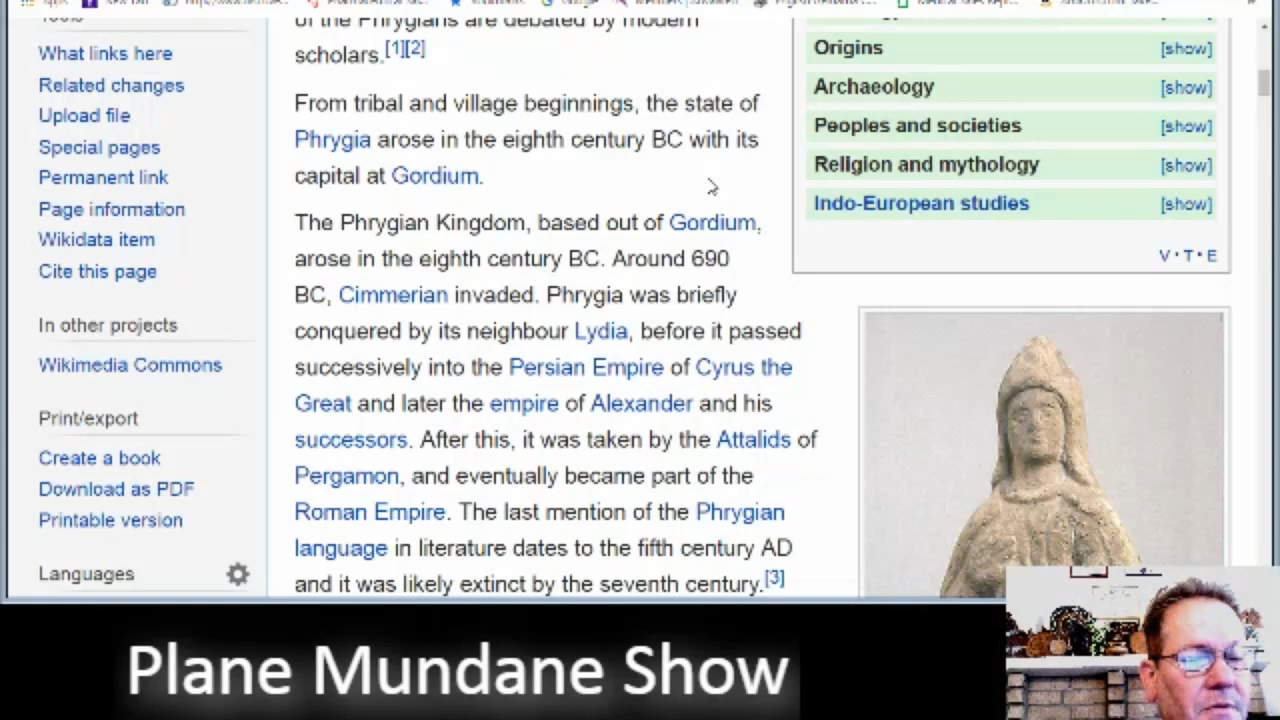 Tools
of the Phrygians are debated by modern
scholars.[1][2]
From tribal and village beginnings, the state of
Phrygia arose in the eighth century BC with its
capital at Gordium.
The Phrygian Kingdom, based out of Gordium,
arose in the eighth century BC. Around 690
BC, Cimmerian invaded. Phrygia was briefly
conquered by its neighbour Lydia, before it passed
successively into the Persian Empire of Cyrus the
Great and later the empire of Alexander and his
successors. After this, it was taken by the Attalids of
Pergamon, and eventually became part of the
Roman Empire. The last mention of the Phrygian
language in literature dates to the fifth century AD
and it was likely extinct by the seventh century.[3]
What links here
Related changes
Upload file
Special pages
Permanent link
Page information
Wikidata item
Cite this page
In other projects
Wikimedia Commons
Print/export
Create a book
Download as PDF
Printable version
Languages
Origins [show]
Archaeology [show]
Peoples and societies [show]
Religion and mythology [show]
Indo-European studies [show]
V · T · E
Plane Mundane Show